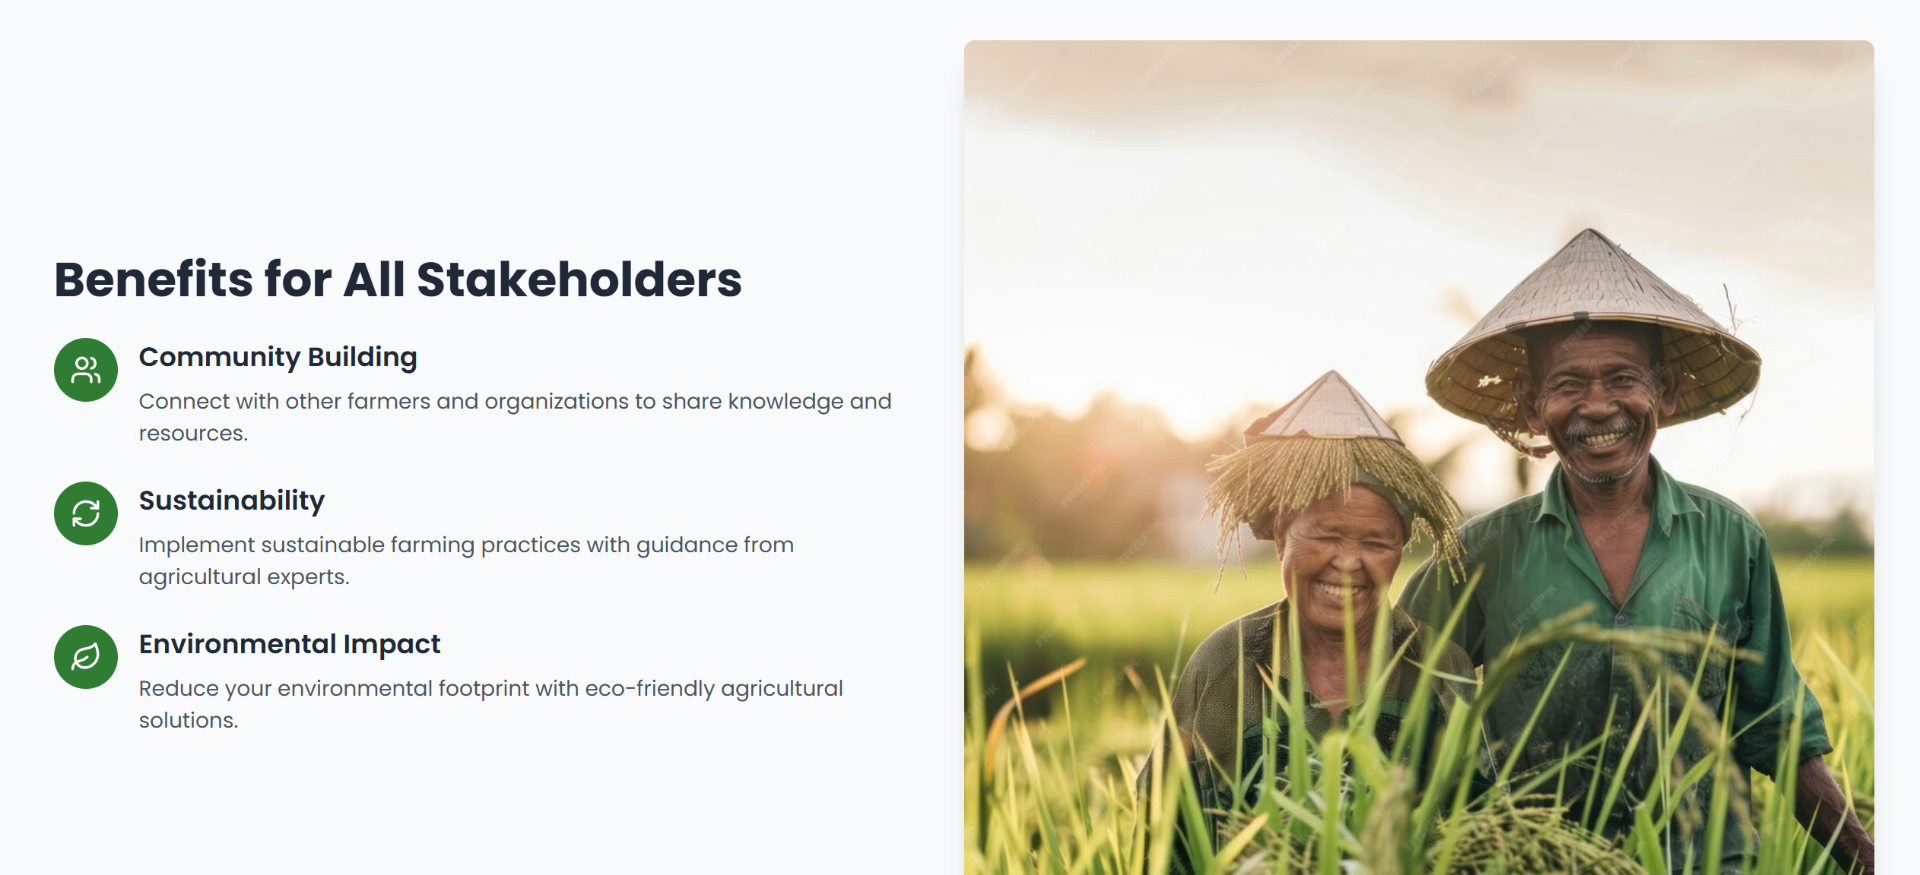 Benefits for All Stakeholders
Community Building
Connect with other farmers and organizations to share knowledge and
resources.
Sustainability
Implement sustainable farming practices with guidance from
agricultural experts.
Environmental Impact
Reduce your environmental footprint with eco-friendly agricultural
solutions.